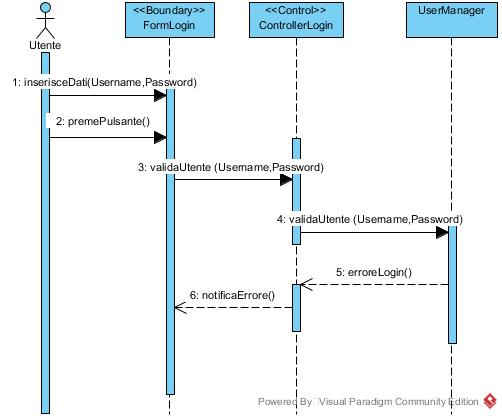 <<Boundary>>
FormLogin
<<Control>>
ControllerLogin
UserManager
Utente
1: inserisceDati(Username,Password)
2: premePulsante()
3: validaUtente (Username,Password)
4: validaUtente (Username,Password)
5: erroreLogin()
6: notificaErrore()
Powered By Visual Paradigm Community Edition